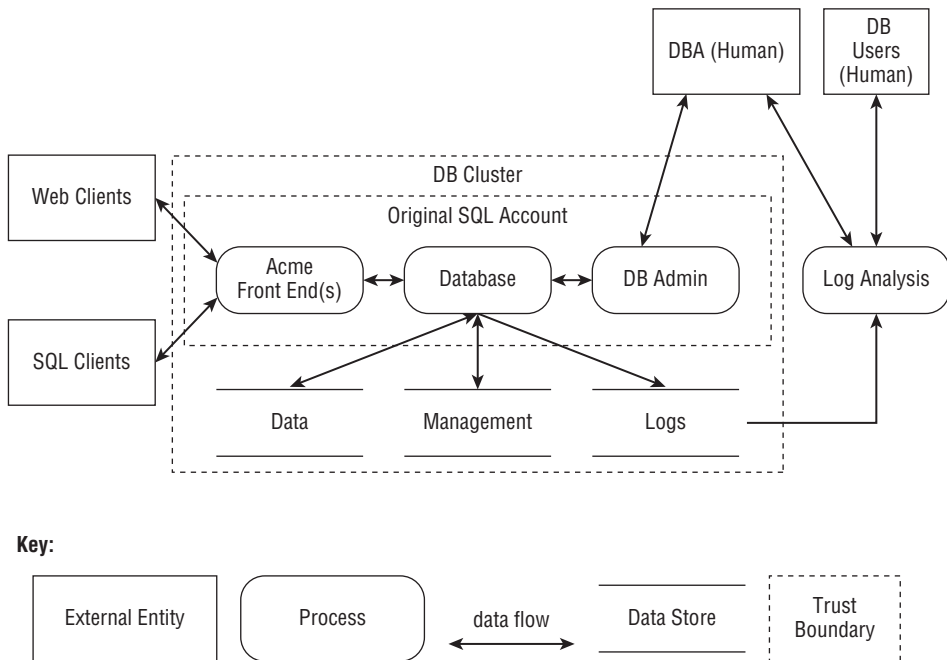 DBA (Human)
DB
Users
(Human)
DB Cluster
Web Clients
Original SQL Account
Acme
Front End(s)
Database
DB Admin
Log Analysis
SQL Clients
Data
Management
Logs
Key:
External Entity
Process
data flow
Data Store
Trust
Boundary